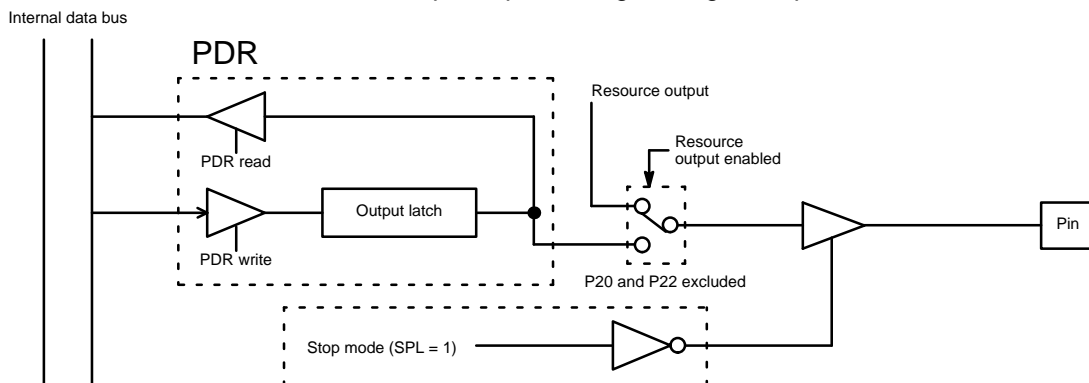 Internal data bus
PDR
Resource output
Resource
output enabled
PDR read
Output latch
Pin
PDR write
P20 and P22 excluded
Stop mode (SPL = 1)